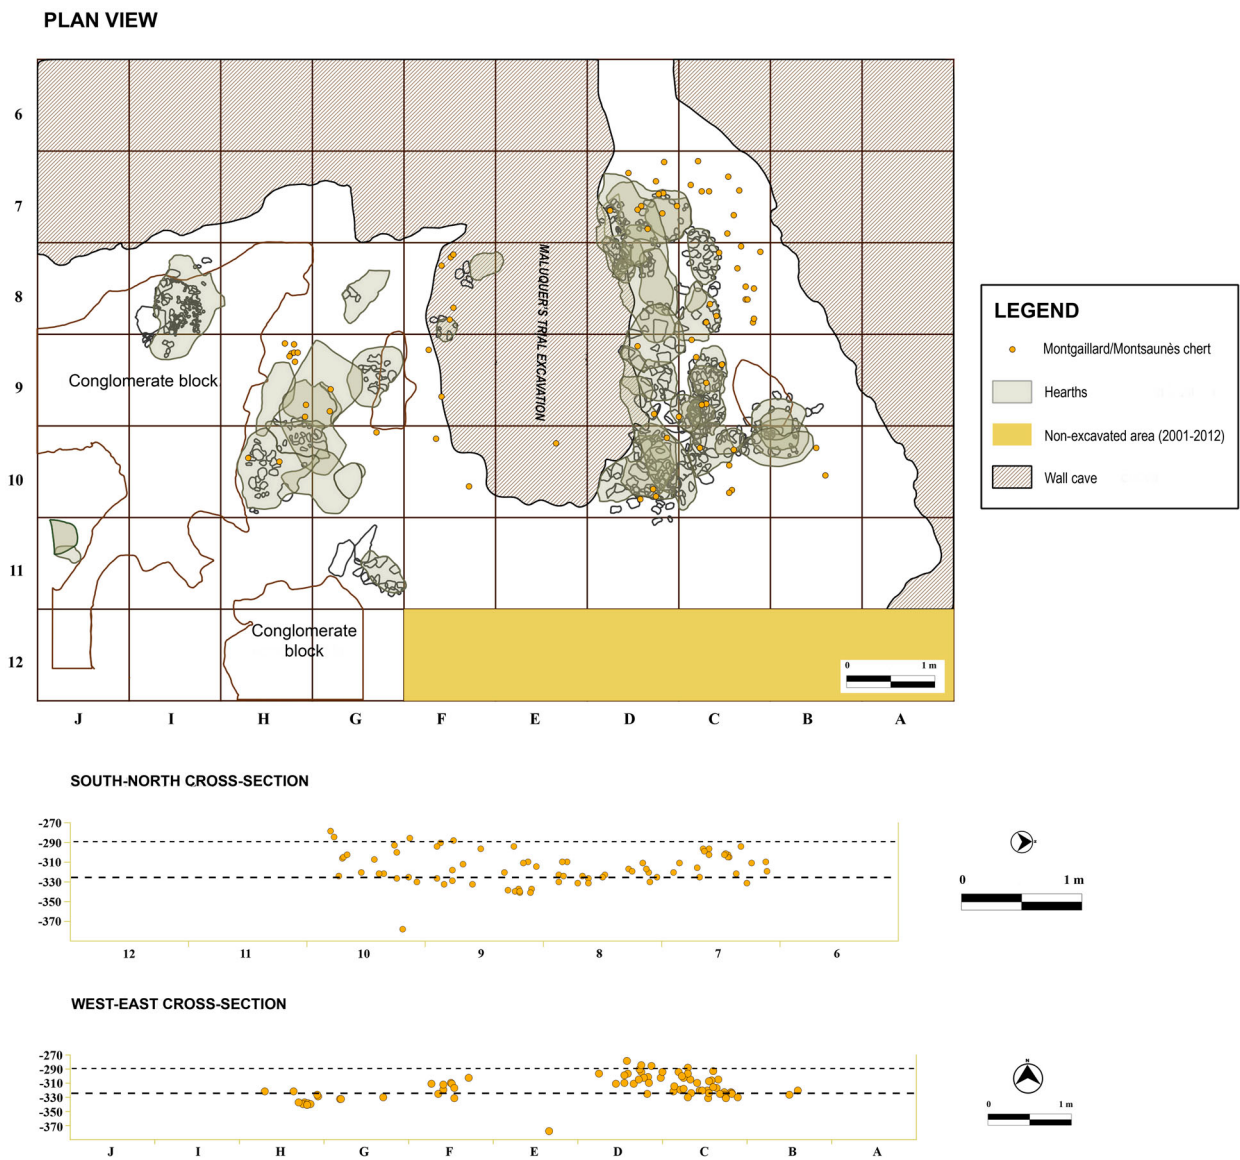 PLAN VIEW
6
7
8
9
10
11
12
MALUQUER'S TRIAL EXCAVATION
Conglomerate block
Conglomerate
block
0 1 m
J I H G F E D C B A
LEGEND
Montgaillard/Montsaunès chert
Hearths
Non-excavated area (2001-2012)
Wall cave
SOUTH-NORTH CROSS-SECTION
-270
-290
-310
-330
-350
-370
12 11 10 9 8 7 6
0 1 m
WEST-EAST CROSS-SECTION
-270
-290
-310
-330
-350
-370
J I H G F E D C B A
N
0 1 m